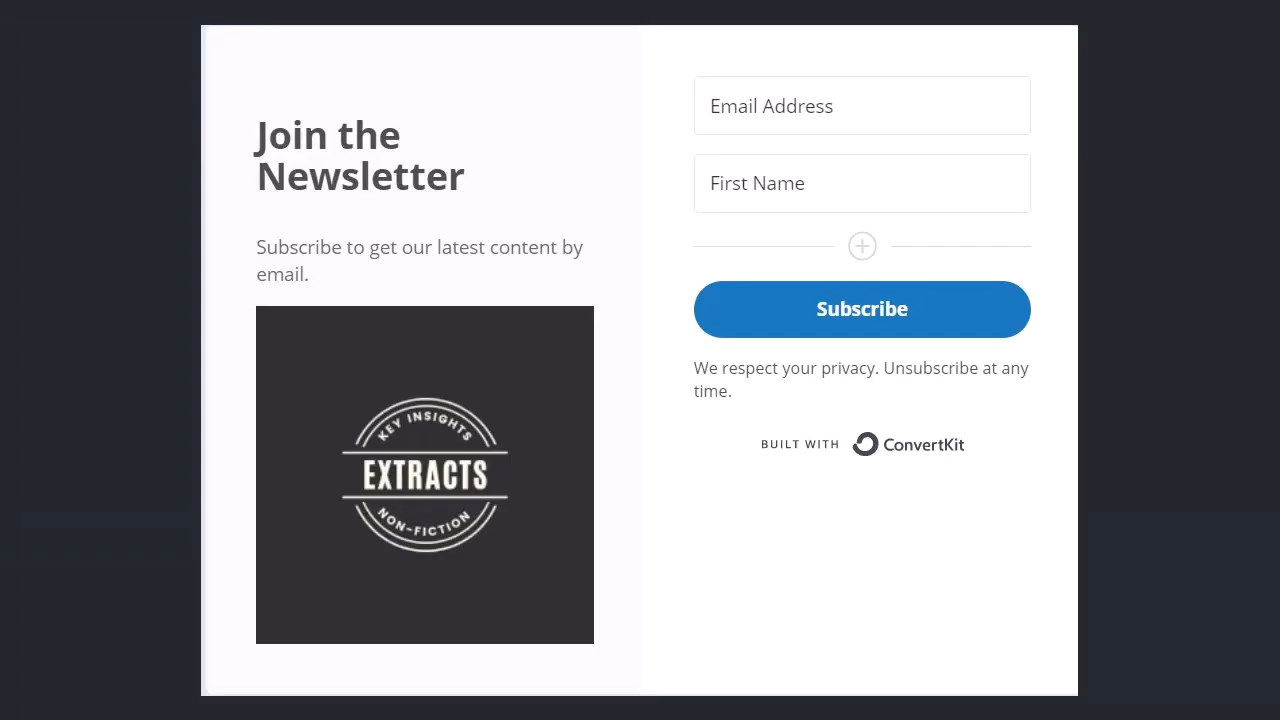 Join the
Newsletter
Subscribe to get our latest content by
email.
KEY INSIGHTS
EXTRACTS
NON-FICTION
Email Address
First Name
Subscribe
We respect your privacy. Unsubscribe at any
time.
BUILT WITH ConvertKit